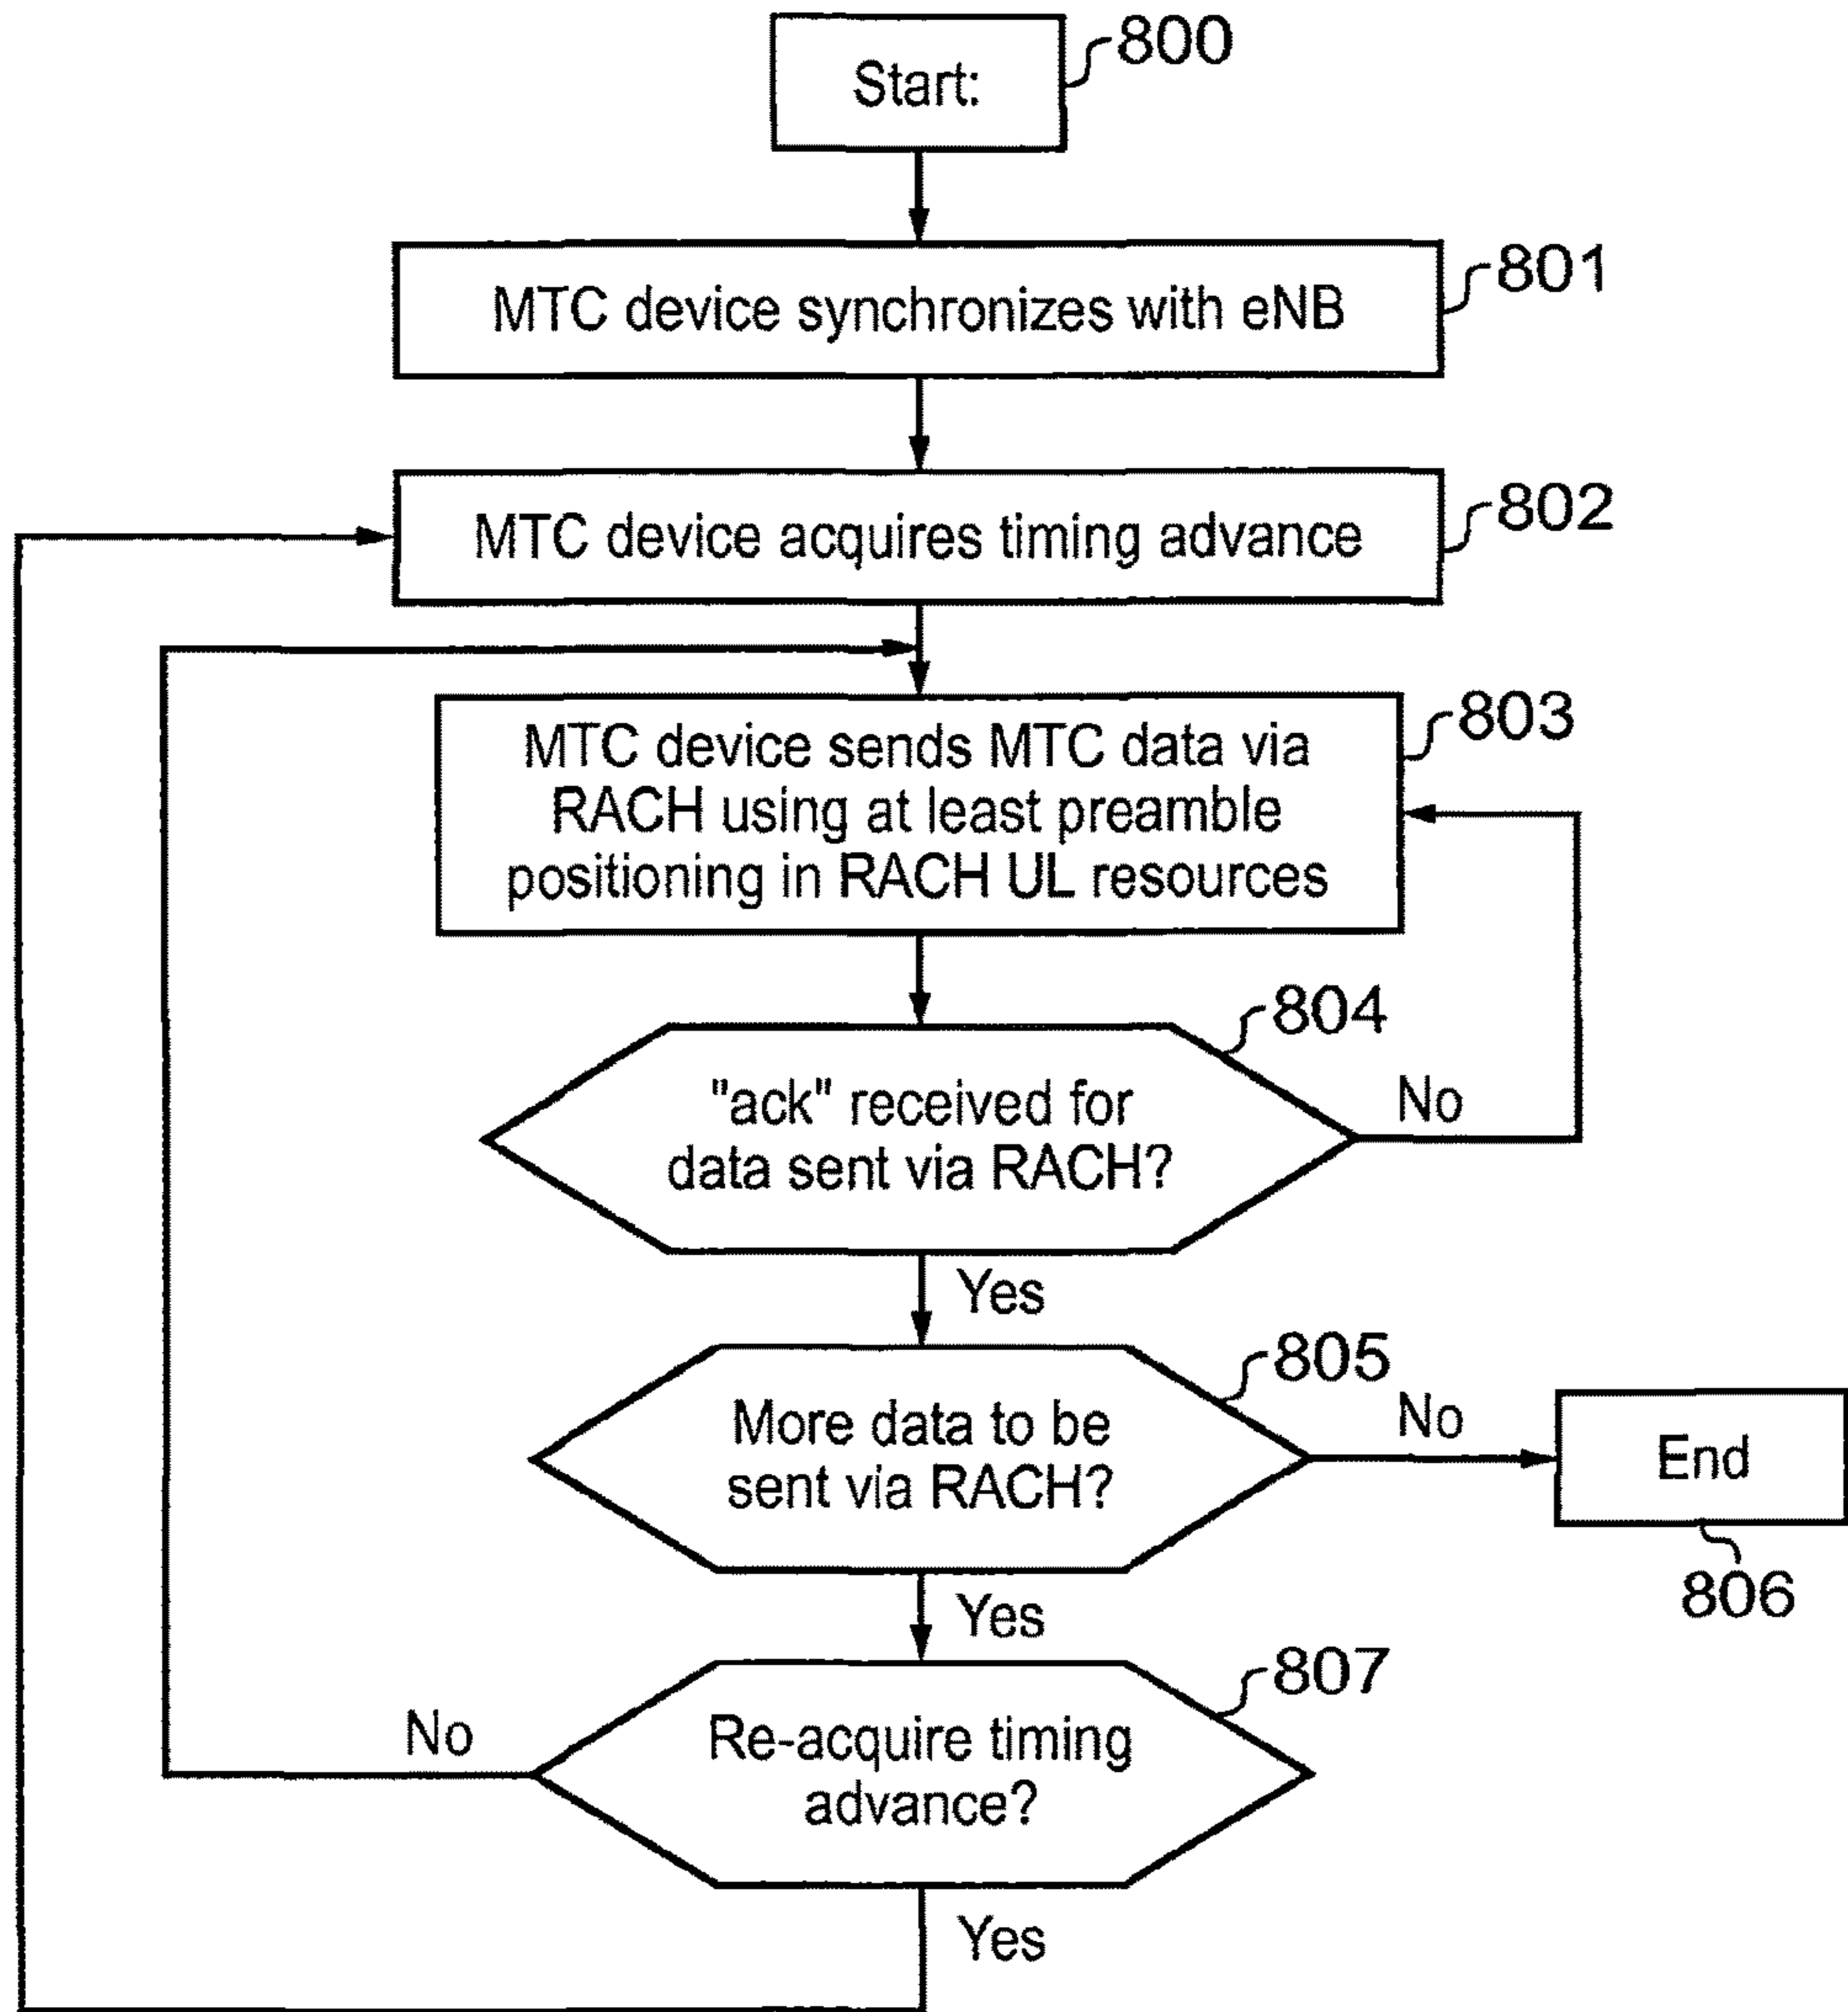 Start:
800
MTC device synchronizes with eNB
801
MTC device acquires timing advance
802
MTC device sends MTC data via
RACH using at least preamble
positioning in RACH UL resources
803
"ack" received for
data sent via RACH?
804
No
Yes
More data to be
sent via RACH?
805
No
End
806
Yes
Re-acquire timing
advance?
807
No
Yes